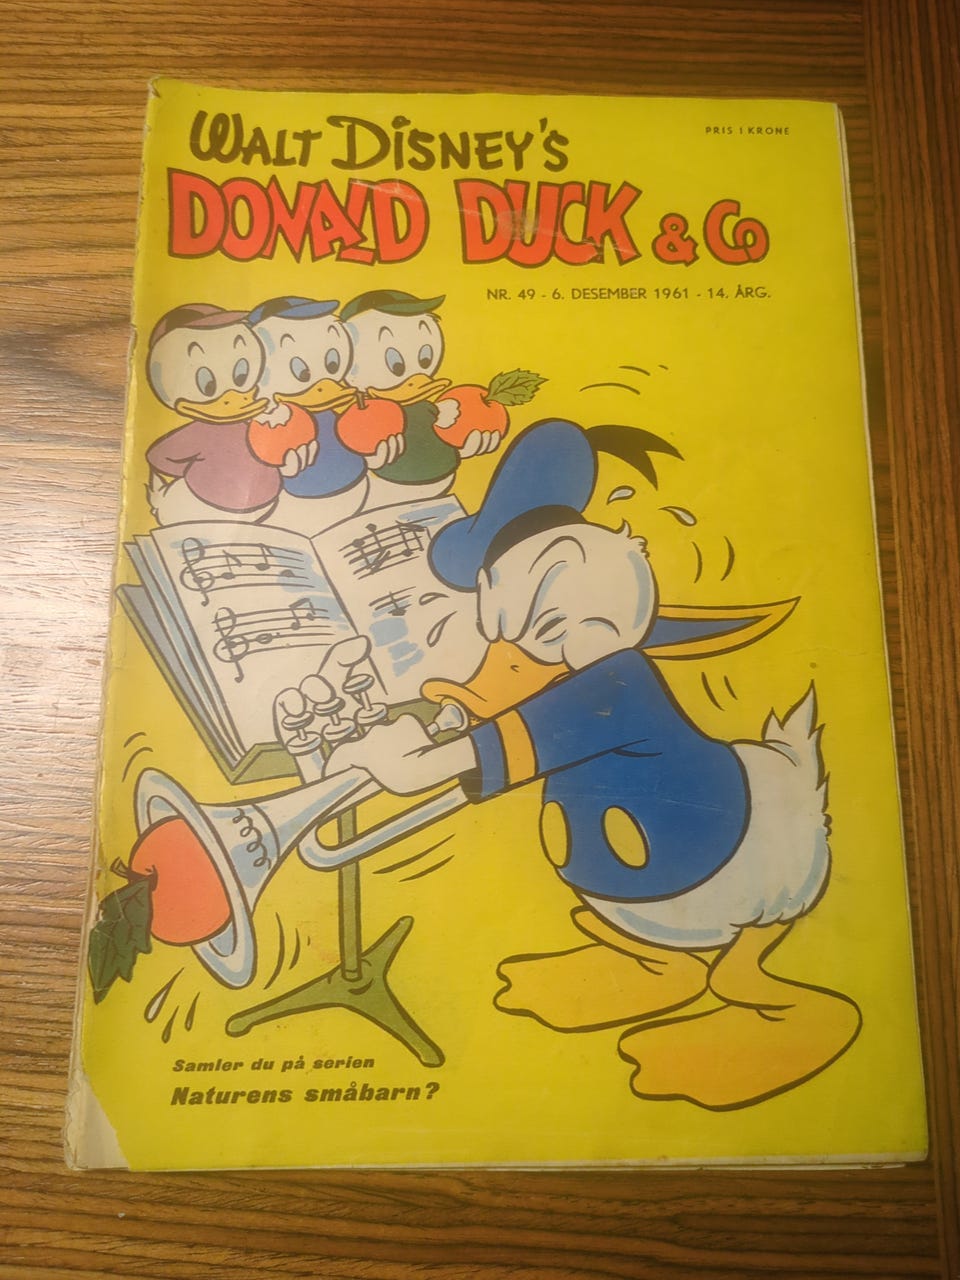 WALT DISNEY'S
PRIS 1 KRONE
DONALD DUCK & Co
NR. 49 - 6. DESEMBER 1961 - 14. ÅRG.
Samler du på serien
Naturens småbarn?